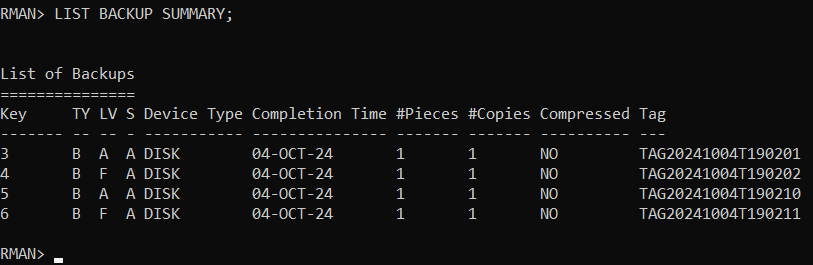 RMAN> LIST BACKUP SUMMARY;
List of Backups
===============
Key     TY LV S Device Type Completion Time #Pieces #Copies Compressed Tag
------- -- -- - ----------- --------------- ------- ------- ---------- ---
3       B  A  A DISK        04-OCT-24       1       1       NO         TAG20241004T190201
4       B  F  A DISK        04-OCT-24       1       1       NO         TAG20241004T190202
5       B  A  A DISK        04-OCT-24       1       1       NO         TAG20241004T190210
6       B  F  A DISK        04-OCT-24       1       1       NO         TAG20241004T190211
RMAN>